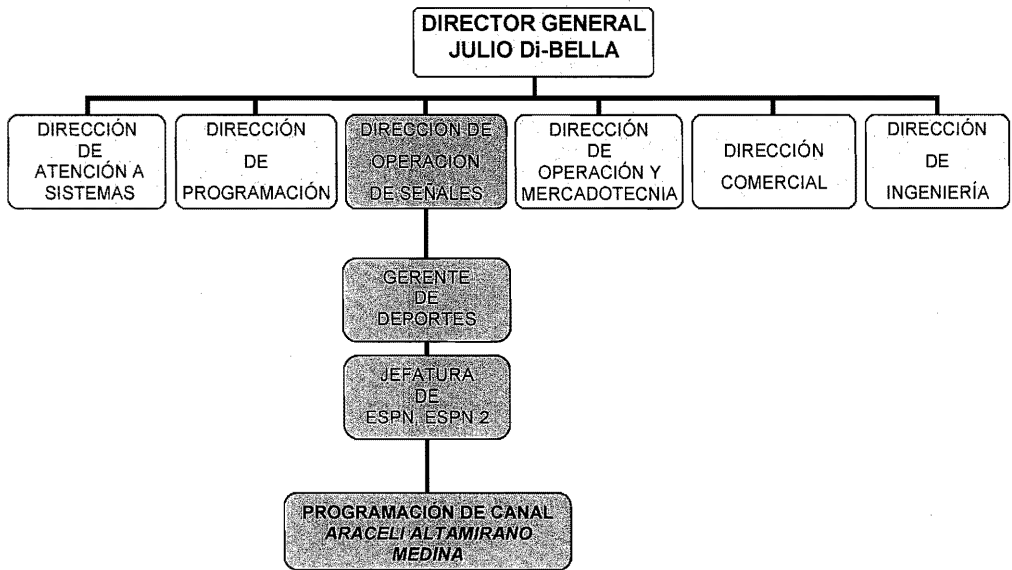 DIRECTOR GENERAL
JULIO Di-BELLA
DIRECCIÓN
DE
ATENCIÓN A
SISTEMAS
DIRECCIÓN
DE
PROGRAMACIÓN
DIRECCIÓN DE
OPERACIÓN
DE SEÑALES
DIRECCIÓN
DE
OPERACIÓN Y
MERCADOTECNIA
DIRECCIÓN
COMERCIAL
DIRECCIÓN
DE
INGENIERÍA
GERENTE
DE
DEPORTES
JEFATURA
DE
ESPN, ESPN 2
PROGRAMACIÓN DE CANAL
ARACELI ALTAMIRANO
MEDINA